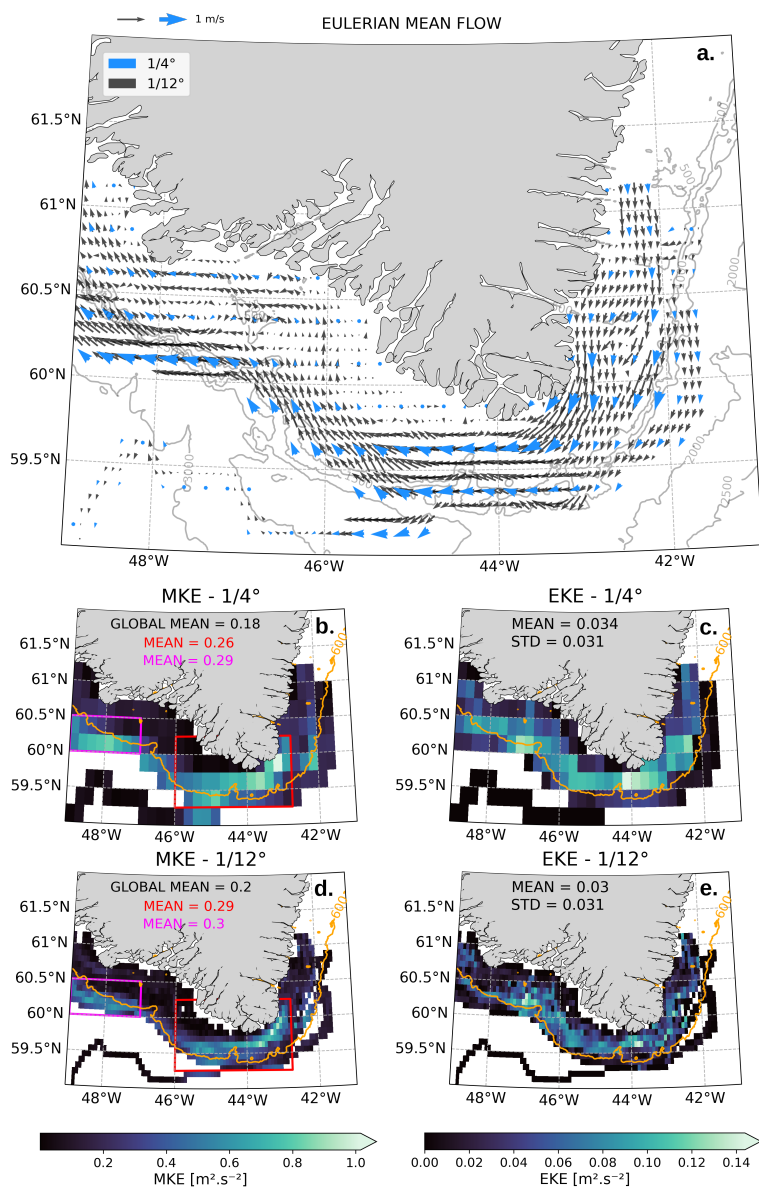 1 m/s
EULERIAN MEAN FLOW
a.
1/4°
1/12°
61.5°N
61°N
60.5°N
60°N
59.5°N
48°W 46°W 44°W 42°W
500
500
2000
2000
2500
3000
MKE - 1/4°
GLOBAL MEAN = 0.18
MEAN = 0.26
MEAN = 0.29
b.
600
61.5°N
61°N
60.5°N
60°N
59.5°N
48°W 46°W 44°W 42°W
EKE - 1/4°
MEAN = 0.034
STD = 0.031
c.
600
61.5°N
61°N
60.5°N
60°N
59.5°N
48°W 46°W 44°W 42°W
MKE - 1/12°
GLOBAL MEAN = 0.2
MEAN = 0.29
MEAN = 0.3
d.
600
61.5°N
61°N
60.5°N
60°N
59.5°N
48°W 46°W 44°W 42°W
EKE - 1/12°
MEAN = 0.03
STD = 0.031
e.
600
61.5°N
61°N
60.5°N
60°N
59.5°N
48°W 46°W 44°W 42°W
0.2 0.4 0.6 0.8 1.0
MKE [m².s⁻²]
0.00 0.02 0.04 0.06 0.08 0.10 0.12 0.14
EKE [m².s⁻²]